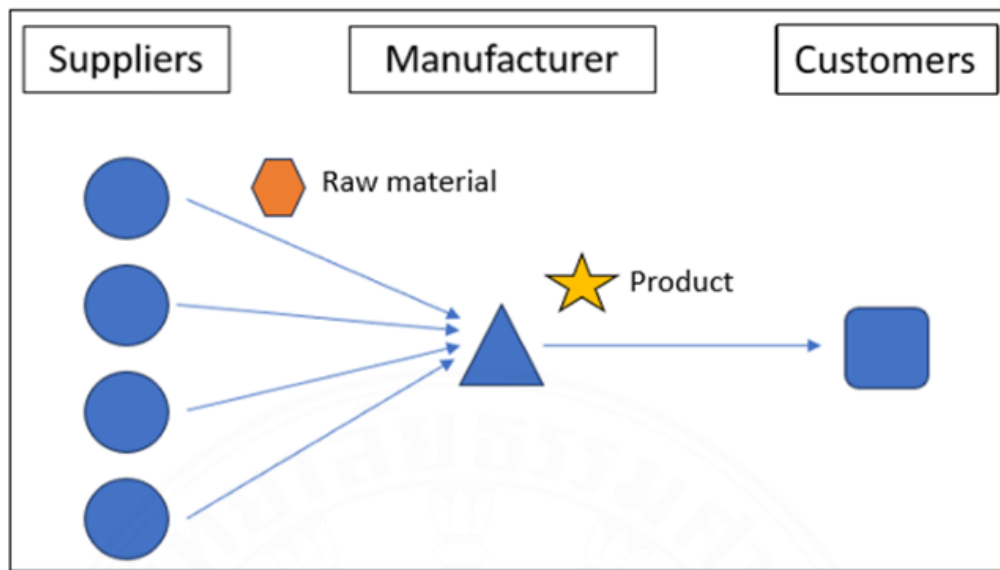 Suppliers
Manufacturer
Customers
Raw material
Product